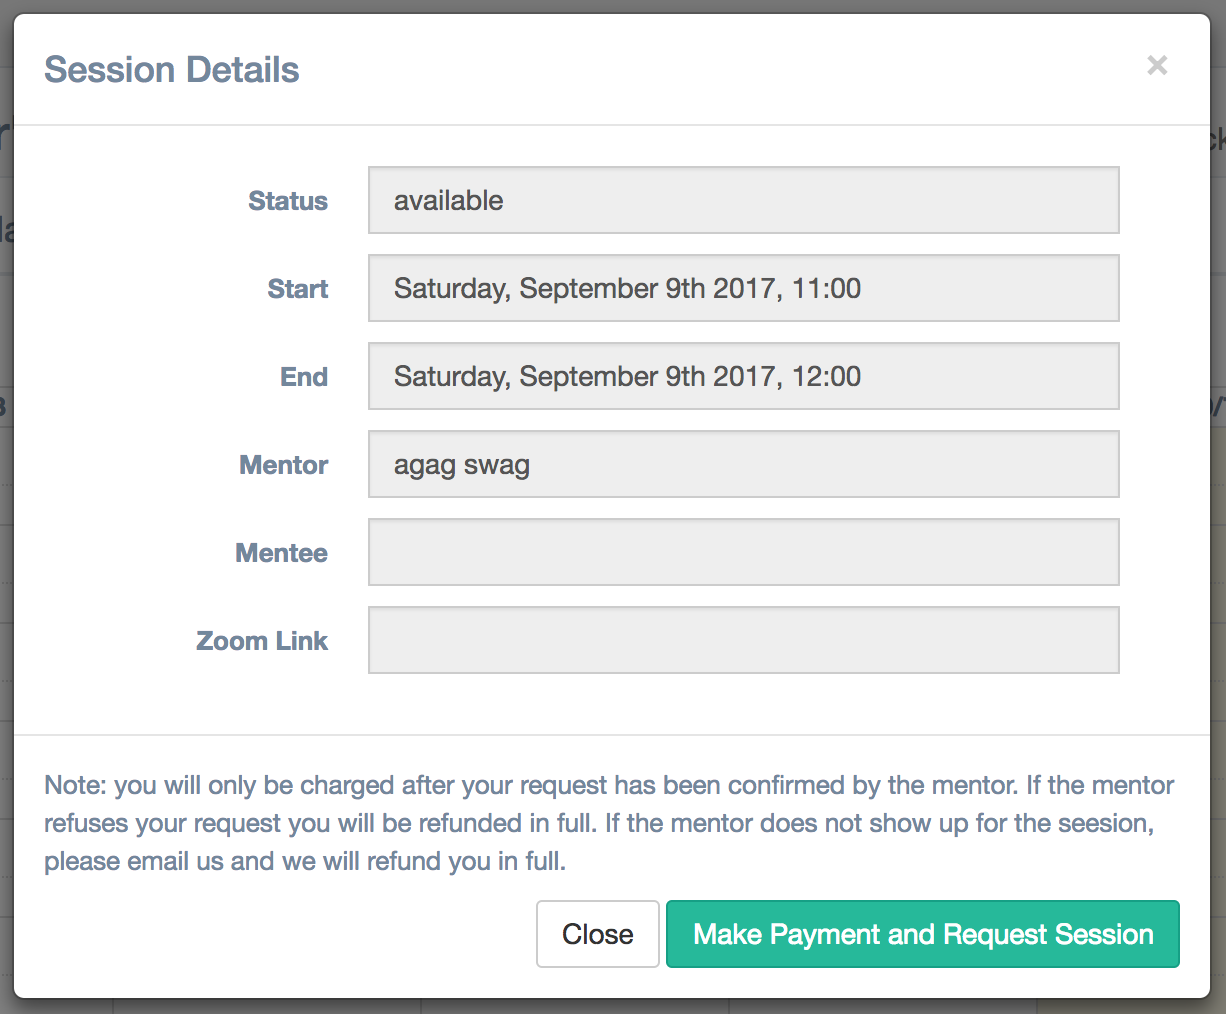 Session Details
×
Status
available
Start
Saturday, September 9th 2017, 11:00
End
Saturday, September 9th 2017, 12:00
Mentor
agag swag
Mentee
Zoom Link
Note: you will only be charged after your request has been confirmed by the mentor. If the mentor
refuses your request you will be refunded in full. If the mentor does not show up for the seesion,
please email us and we will refund you in full.
Close
Make Payment and Request Session